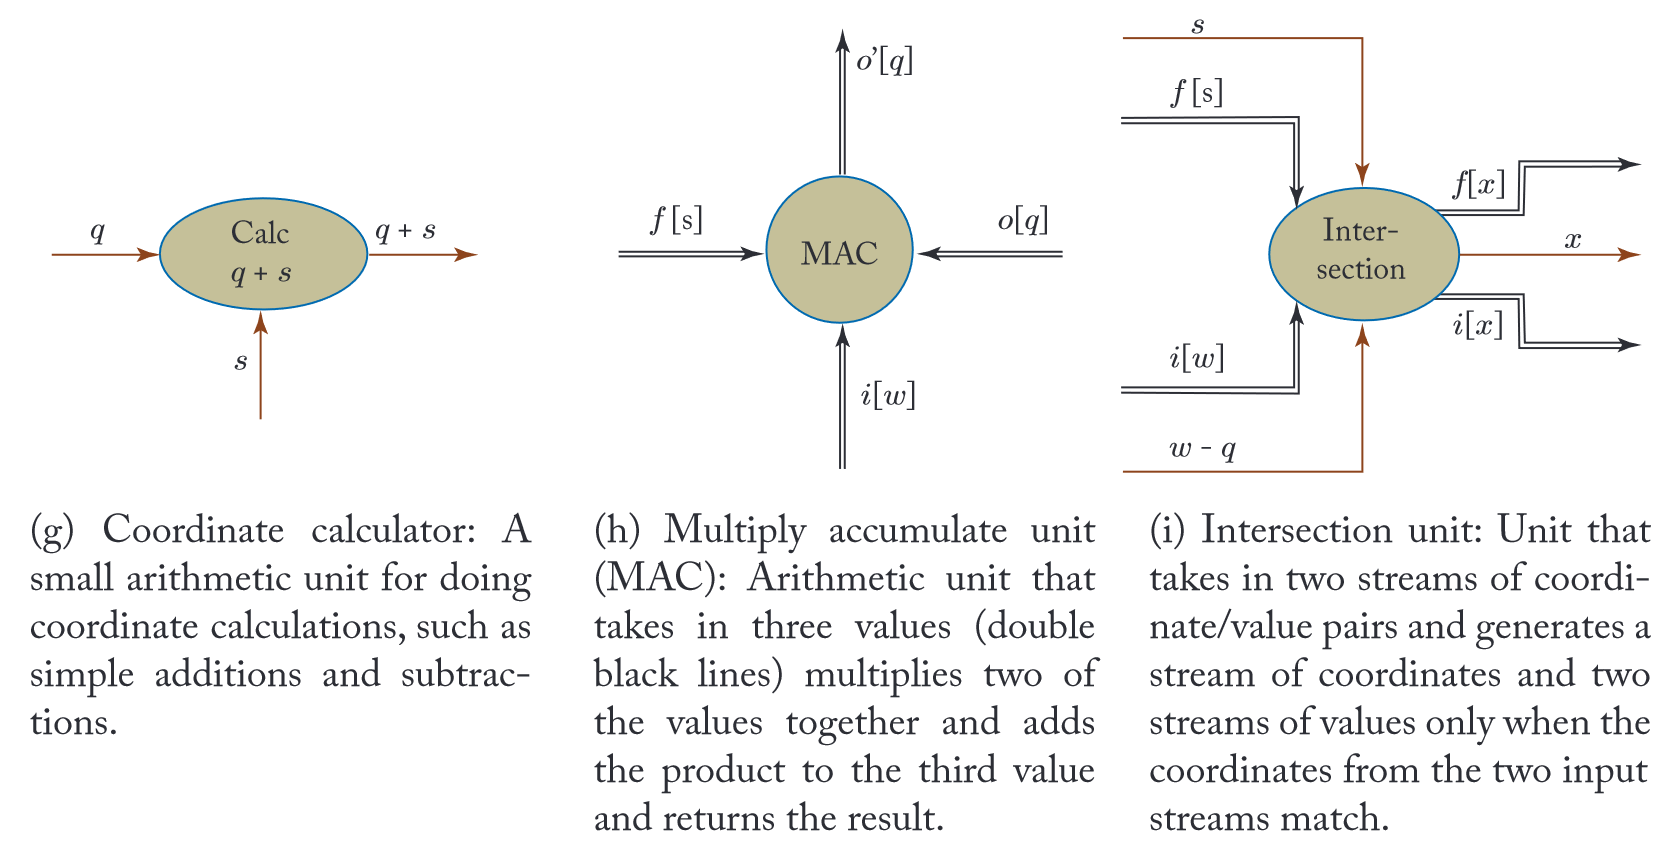 q
Calc
q + s
q + s
s
o’[q]
f[s]
MAC
o[q]
i[w]
s
f[s]
Inter-
section
f[x]
x
i[x]
i[w]
w - q
(g) Coordinate calculator: A
small arithmetic unit for doing
coordinate calculations, such as
simple additions and subtrac-
tions.
(h) Multiply accumulate unit
(MAC): Arithmetic unit that
takes in three values (double
black lines) multiplies two of
the values together and adds
the product to the third value
and returns the result.
(i) Intersection unit: Unit that
takes in two streams of coordi-
nate/value pairs and generates a
stream of coordinates and two
streams of values only when the
coordinates from the two input
streams match.